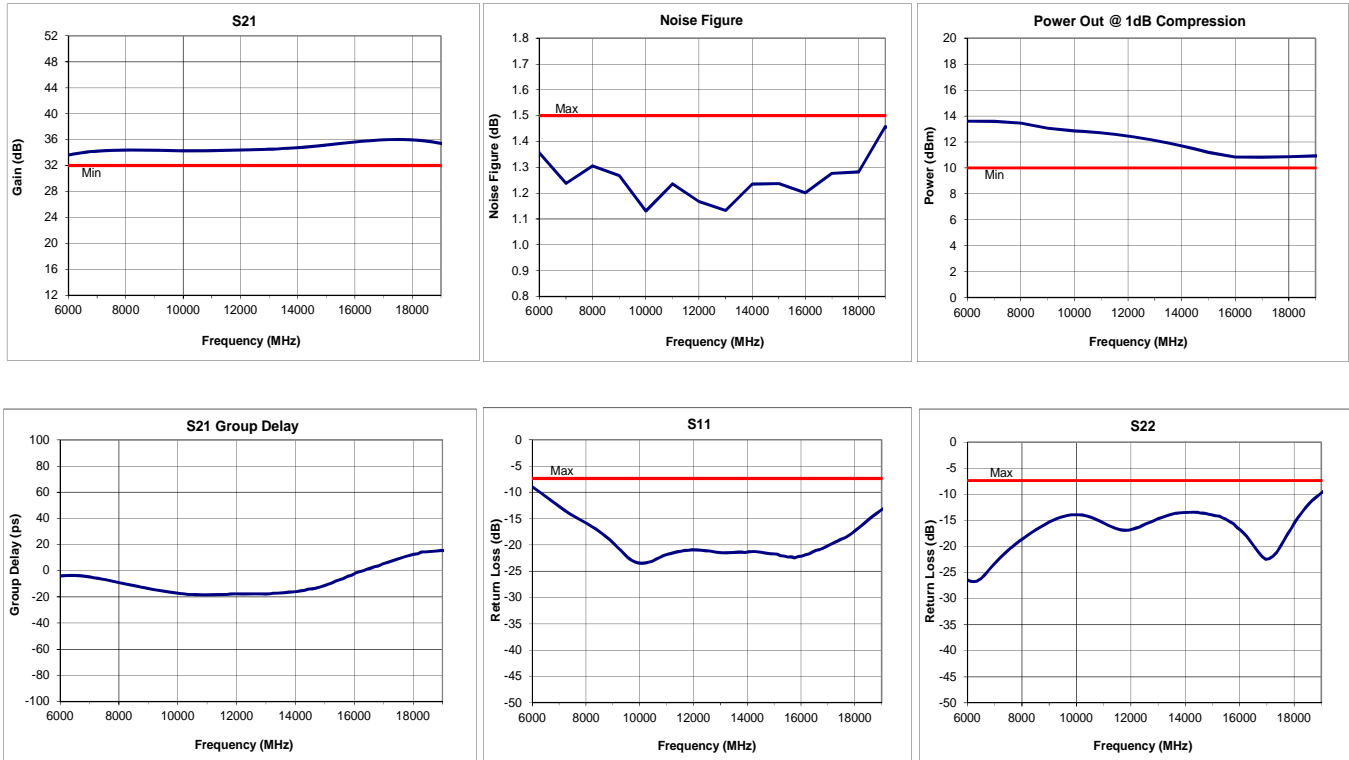 S21
Gain (dB)
52
48
44
40
36
32
28
24
20
16
12
Min
6000 8000 10000 12000 14000 16000 18000
Frequency (MHz)
Noise Figure
Noise Figure (dB)
1.8
1.7
1.6
1.5
1.4
1.3
1.2
1.1
1.0
0.9
0.8
Max
6000 8000 10000 12000 14000 16000 18000
Frequency (MHz)
Power Out @ 1dB Compression
Power (dBm)
20
18
16
14
12
10
8
6
4
2
0
Min
6000 8000 10000 12000 14000 16000 18000
Frequency (MHz)
S21 Group Delay
Group Delay (ps)
100
80
60
40
20
0
-20
-40
-60
-80
-100
6000 8000 10000 12000 14000 16000 18000
Frequency (MHz)
S11
Return Loss (dB)
0
-5
-10
-15
-20
-25
-30
-35
-40
-45
-50
Max
6000 8000 10000 12000 14000 16000 18000
Frequency (MHz)
S22
Return Loss (dB)
0
-5
-10
-15
-20
-25
-30
-35
-40
-45
-50
Max
6000 8000 10000 12000 14000 16000 18000
Frequency (MHz)